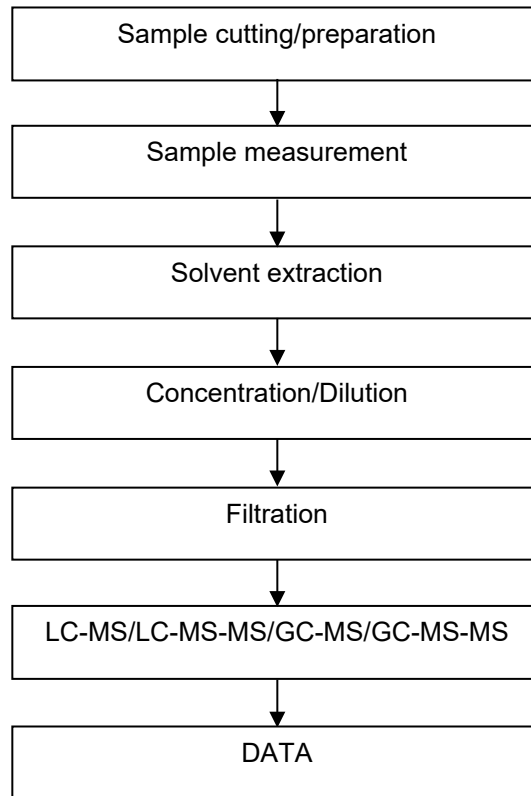 Sample cutting/preparation
Sample measurement
Solvent extraction
Concentration/Dilution
Filtration
LC-MS/LC-MS-MS/GC-MS/GC-MS-MS
DATA